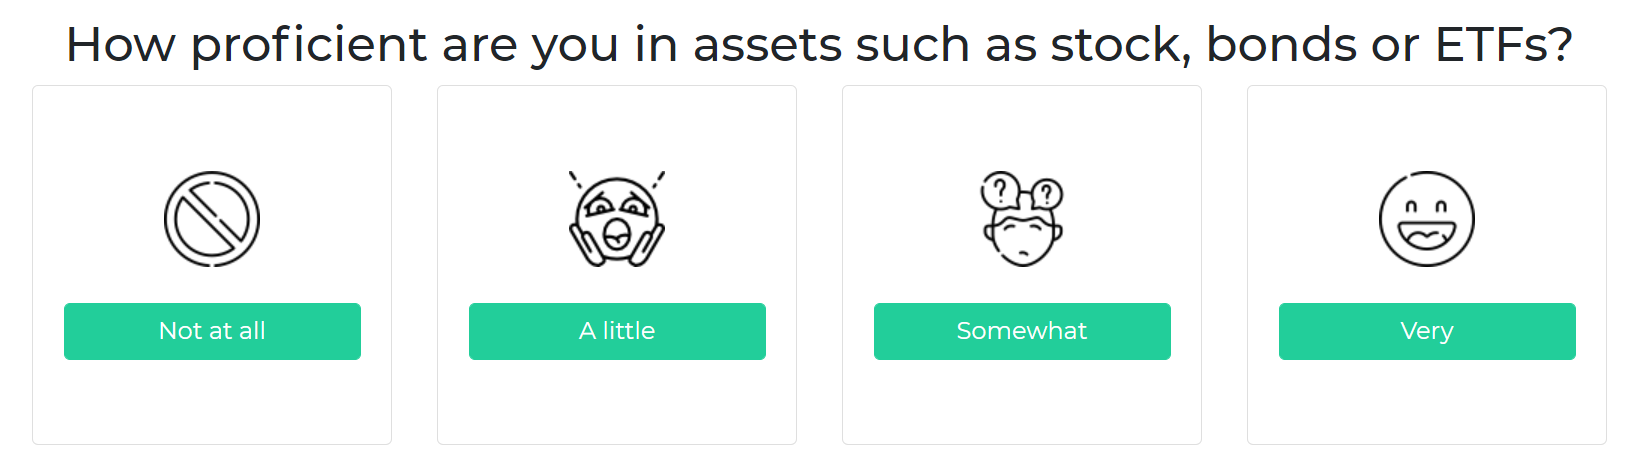 How proficient are you in assets such as stock, bonds or ETFs?
? ?
Not at all
A little
Somewhat
Very